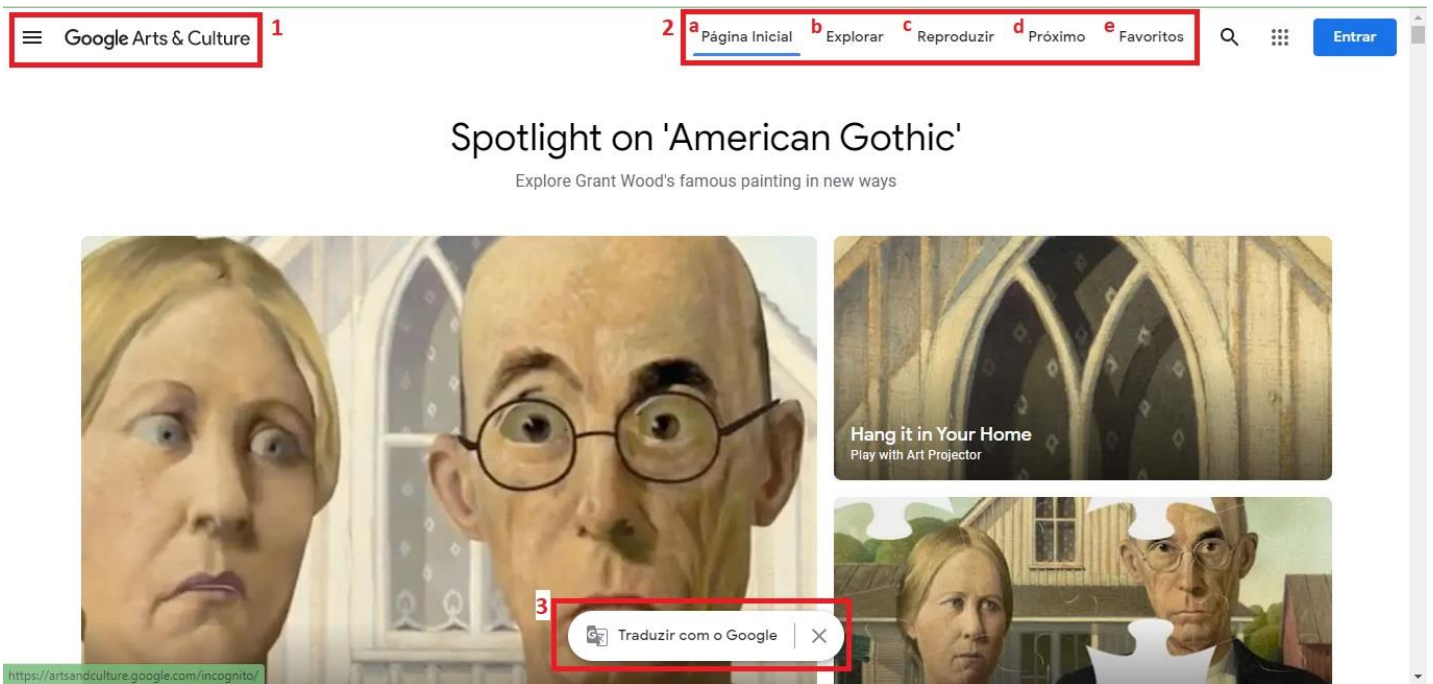 Google Arts & Culture 1
2 a Página Inicial b Explorar c Reproduzir d Próximo e Favoritos Entrar
Spotlight on 'American Gothic'
Explore Grant Wood's famous painting in new ways
Hang it in Your Home
Play with Art Projector
3
Traduzir com o Google
https://artsandculture.google.com/incognito/